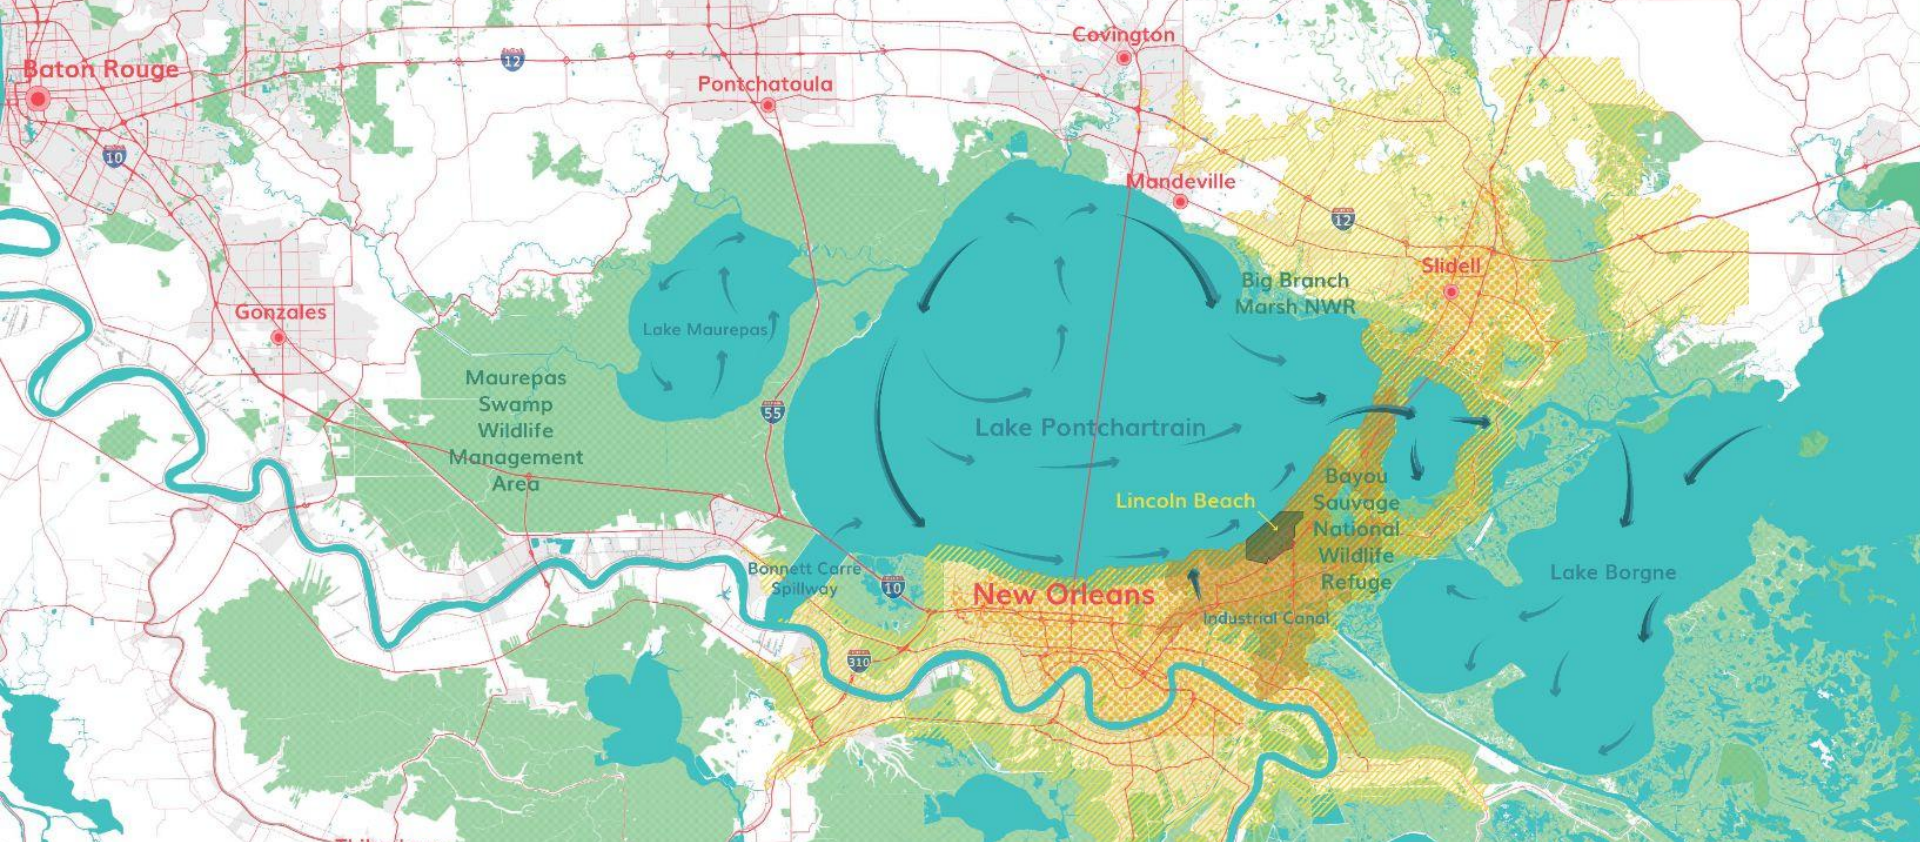 Covington
12
Baton Rouge
Pontchatoula
10
Mandeville
12
Slidell
Big Branch
Marsh NWR
Gonzales
Lake Maurepas
Maurepas
Swamp
Wildlife
Management
Area
55
Lake Pontchartrain
Lincoln Beach
Bayou
Sauvage
National
Wildlife
Refuge
Bonnett Carre
Spillway
10
New Orleans
Industrial Canal
Lake Borgne
310